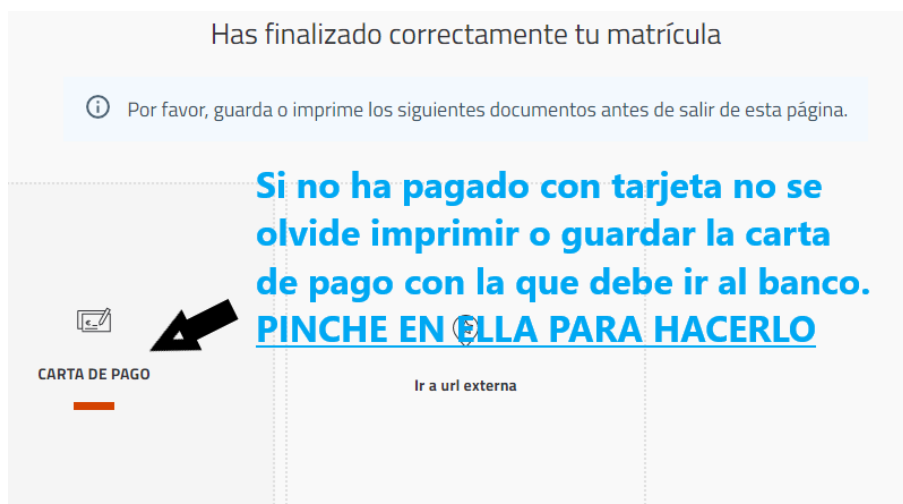 Has finalizado correctamente tu matrícula
Por favor, guarda o imprime los siguientes documentos antes de salir de esta página.
Si no ha pagado con tarjeta no se
olvide imprimir o guardar la carta
de pago con la que debe ir al banco.
PINCHE EN ELLA PARA HACERLO
CARTA DE PAGO
Ir a url externa